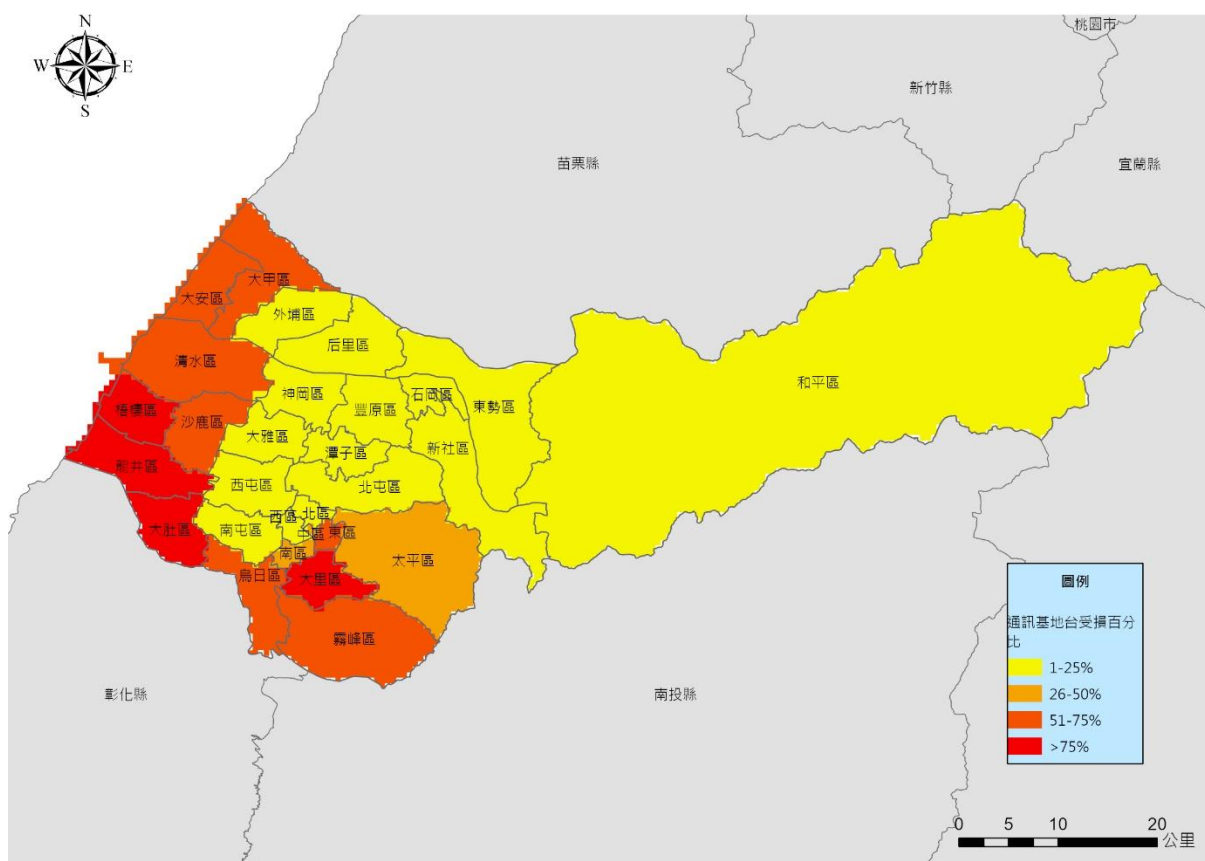 N
W
E
S
桃園市
新竹縣
苗栗縣
宜蘭縣
大甲區
大安區
外埔區
后里區
清水區
和平區
神岡區
石岡區
豐原區
東勢區
梧棲區
沙鹿區
大雅區
新社區
潭子區
龍井區
西屯區
北屯區
北區
西區
大肚區
南屯區
中區
東區
南區
太平區
烏日區
大里區
霧峰區
彰化縣
南投縣
圖例
通訊基地台受損百分
比
1-25%
26-50%
51-75%
>75%
0
5
10
20
公里